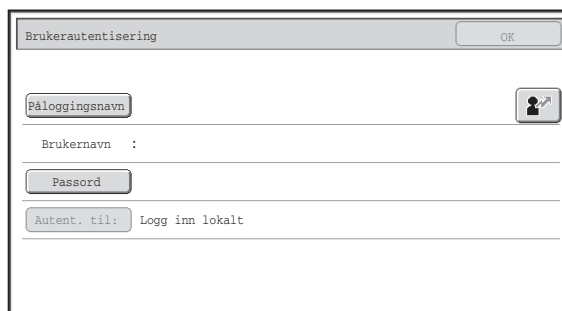 Brukerautentisering OK
Påloggingsnavn
Brukernavn :
Passord
Autent. til: Logg inn lokalt